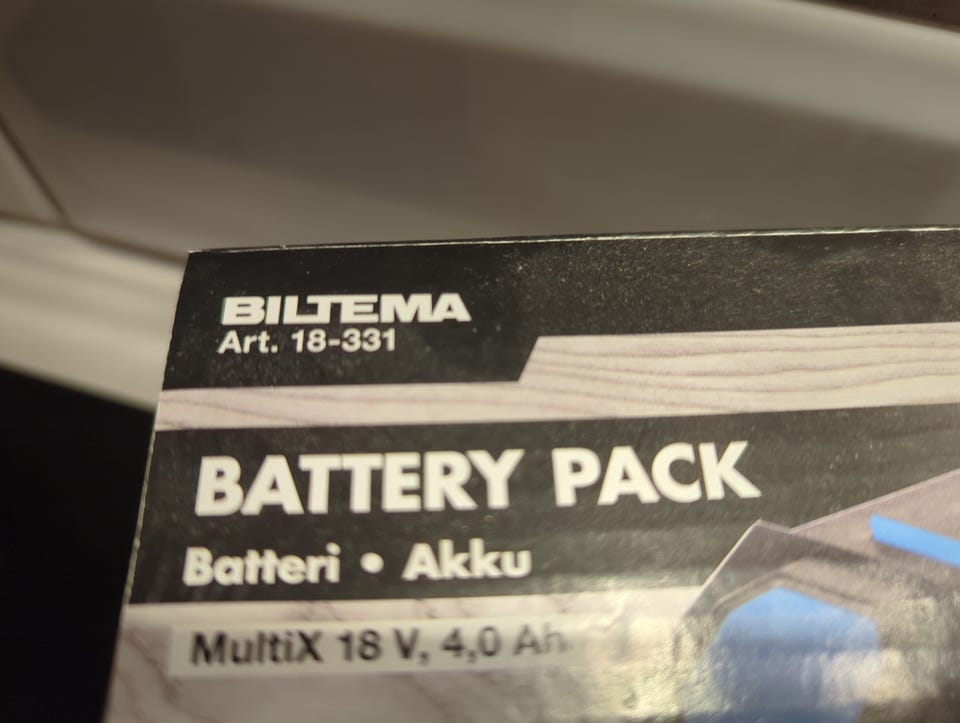 BILTEMA
Art. 18-331
BATTERY PACK
Batteri • Akku
MultiX 18 V, 4,0 Ah